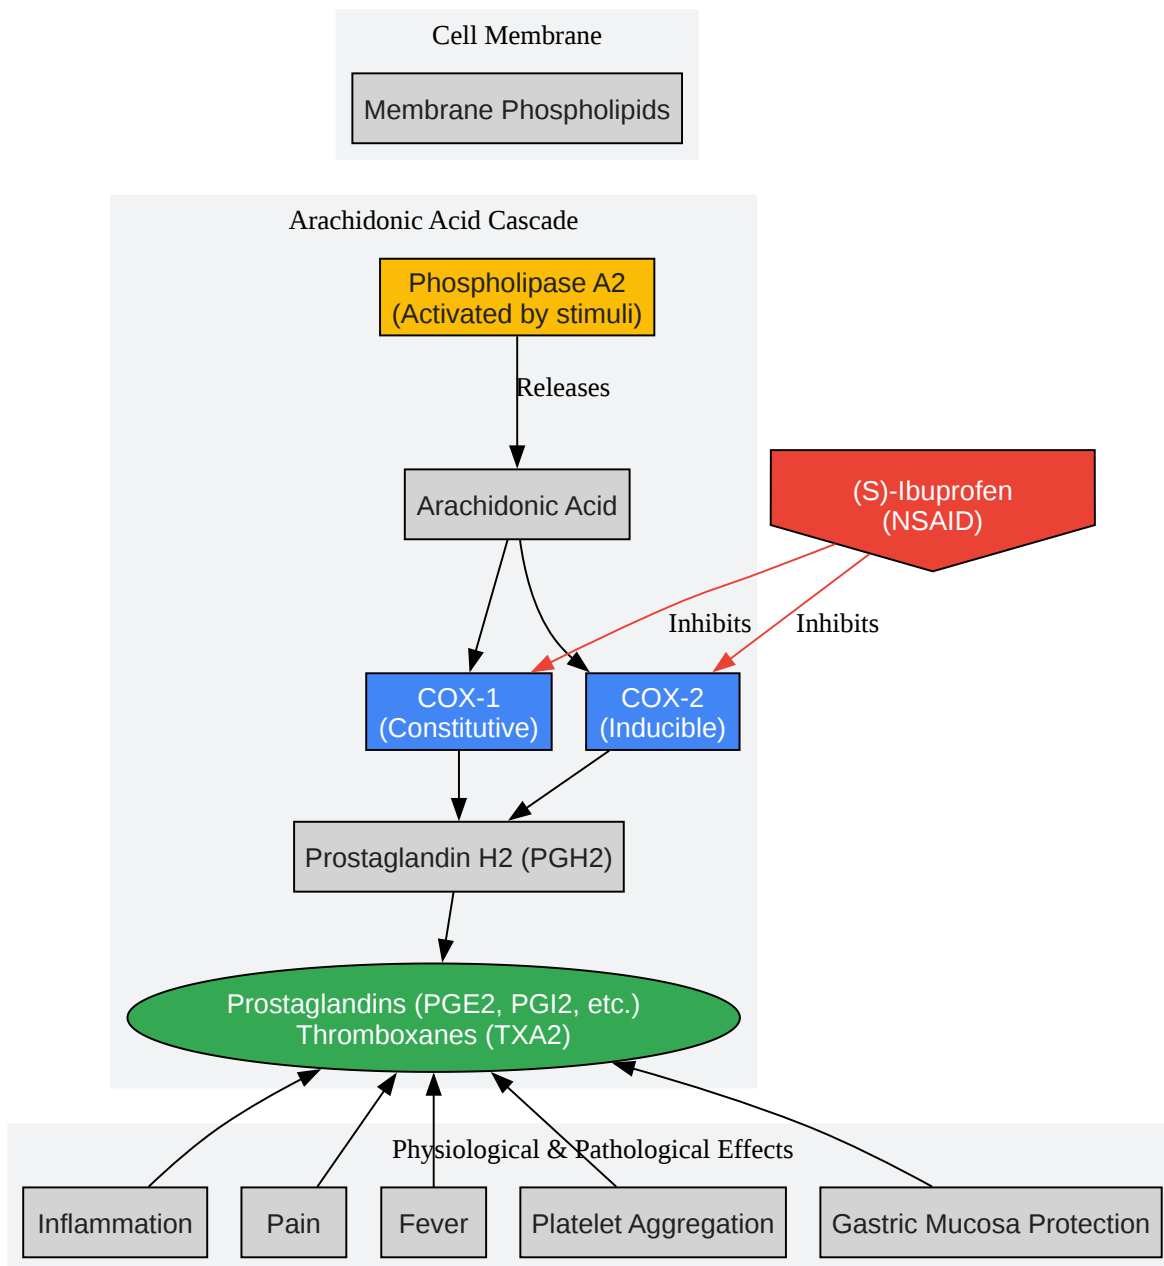 Cell Membrane
Membrane Phospholipids
Arachidonic Acid Cascade
Phospholipase A2
(Activated by stimuli)
Releases
Arachidonic Acid
(S)-Ibuprofen
(NSAID)
Inhibits
Inhibits
COX-1
(Constitutive)
COX-2
(Inducible)
Prostaglandin H2 (PGH2)
Prostaglandins (PGE2, PGI2, etc.)
Thromboxanes (TXA2)
Physiological & Pathological Effects
Inflammation
Pain
Fever
Platelet Aggregation
Gastric Mucosa Protection